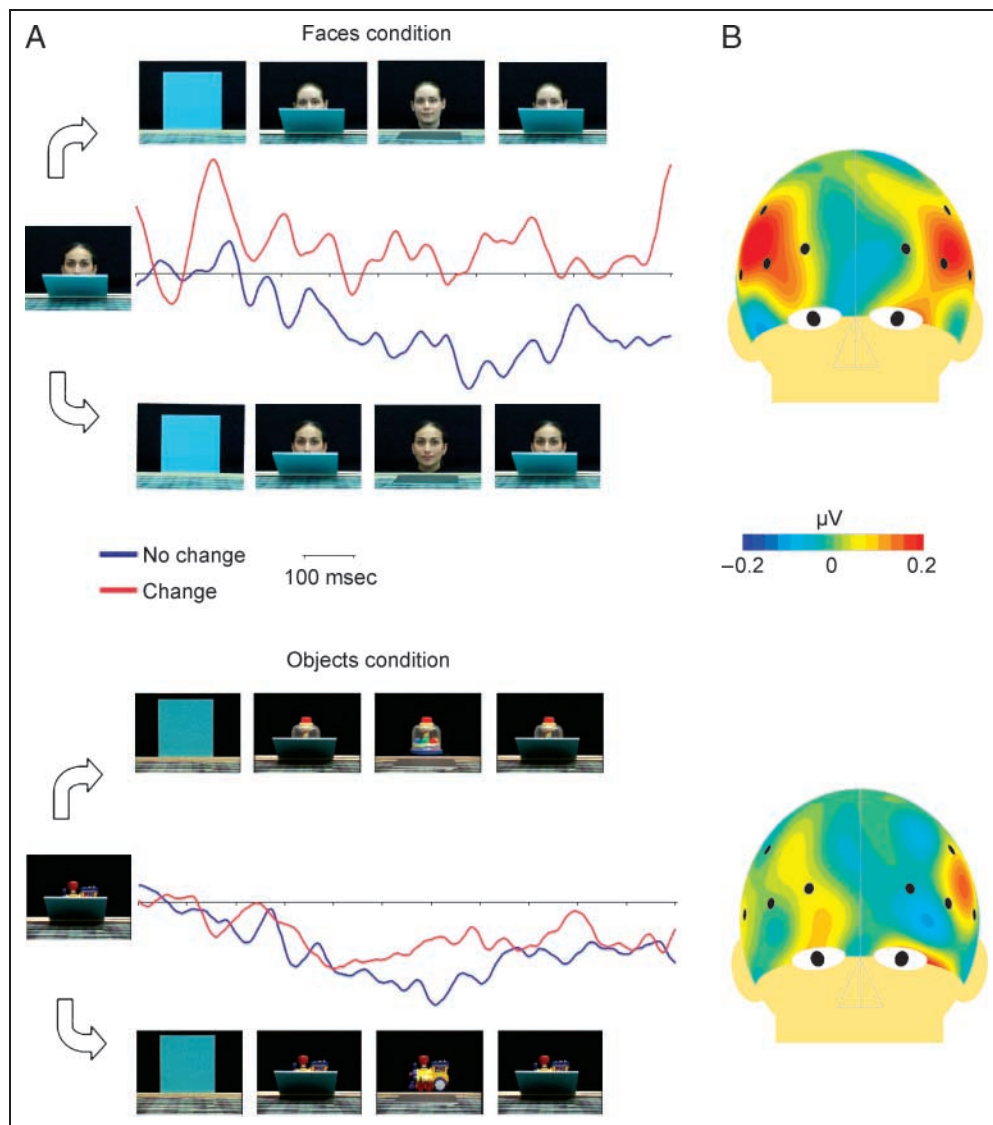 A
Faces condition
B
No change
Change
100 msec
µV
−0.2 0 0.2
Objects condition